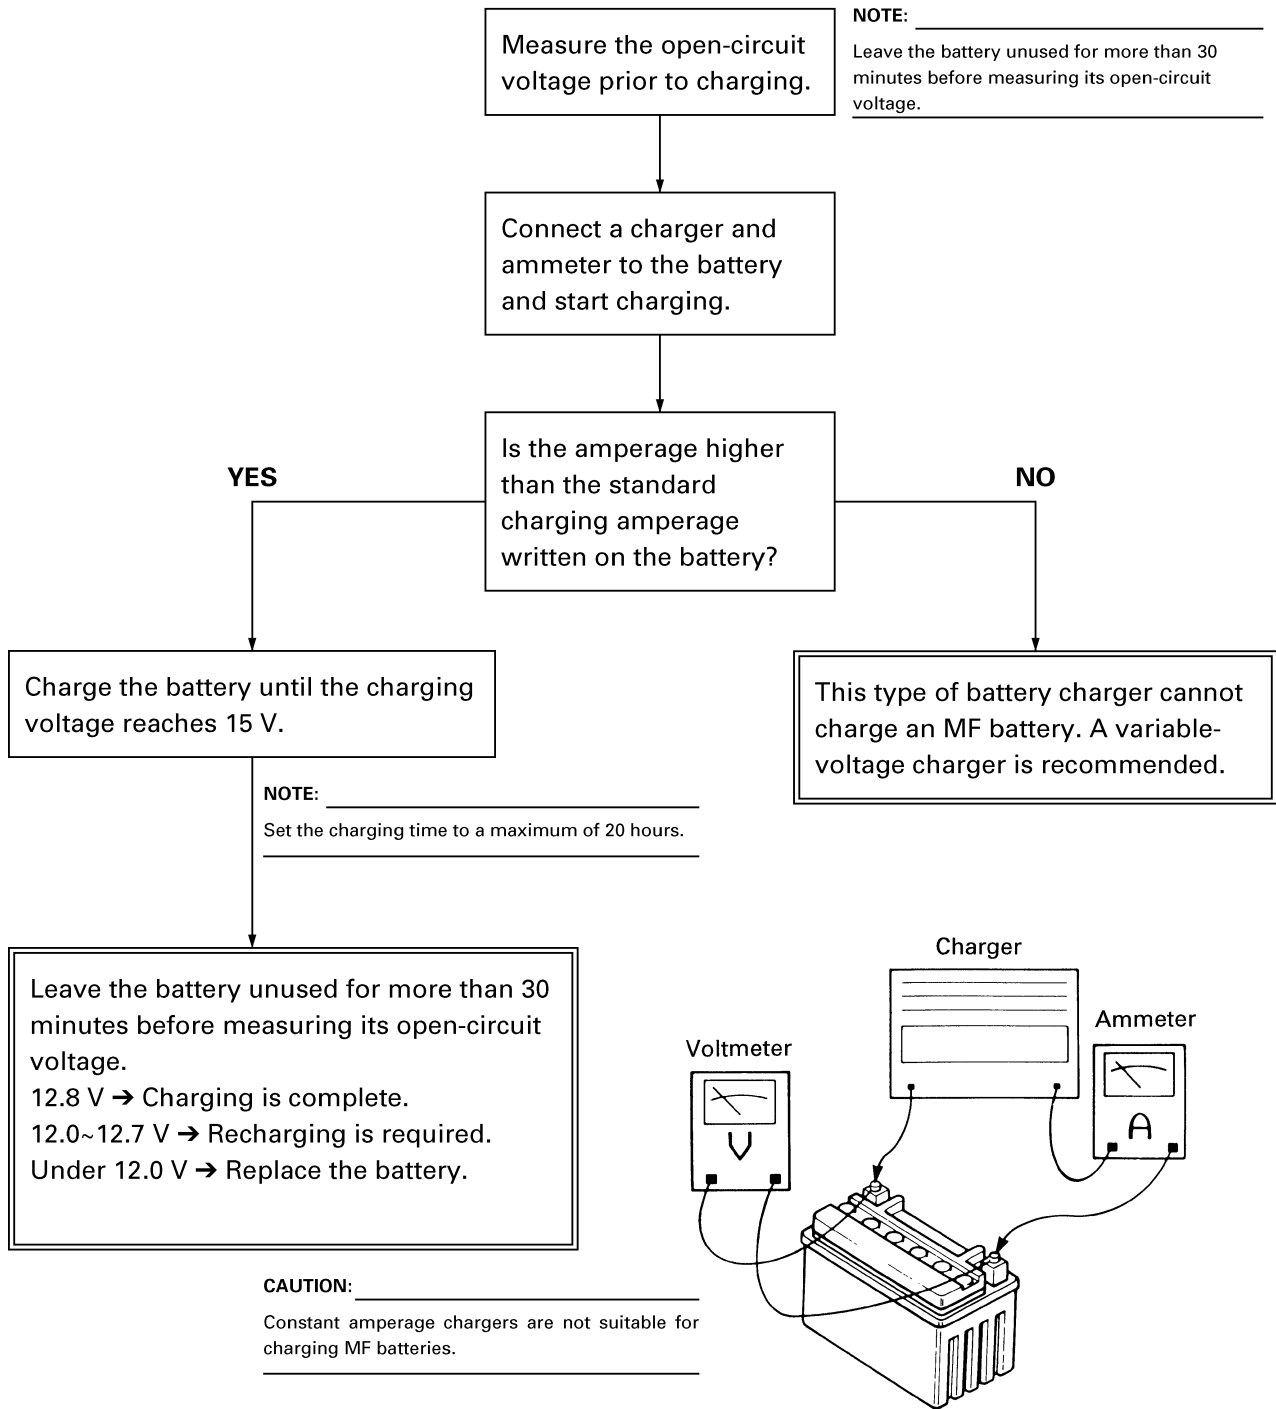 Measure the open-circuit
voltage prior to charging.
NOTE:
Leave the battery unused for more than 30
minutes before measuring its open-circuit
voltage.
Connect a charger and
ammeter to the battery
and start charging.
Is the amperage higher
than the standard
charging amperage
written on the battery?
YES
NO
Charge the battery until the charging
voltage reaches 15 V.
This type of battery charger cannot
charge an MF battery. A variable-
voltage charger is recommended.
NOTE:
Set the charging time to a maximum of 20 hours.
Leave the battery unused for more than 30
minutes before measuring its open-circuit
voltage.
12.8 V ➔ Charging is complete.
12.0~12.7 V ➔ Recharging is required.
Under 12.0 V ➔ Replace the battery.
Charger
Ammeter
Voltmeter
V
A
CAUTION:
Constant amperage chargers are not suitable for
charging MF batteries.